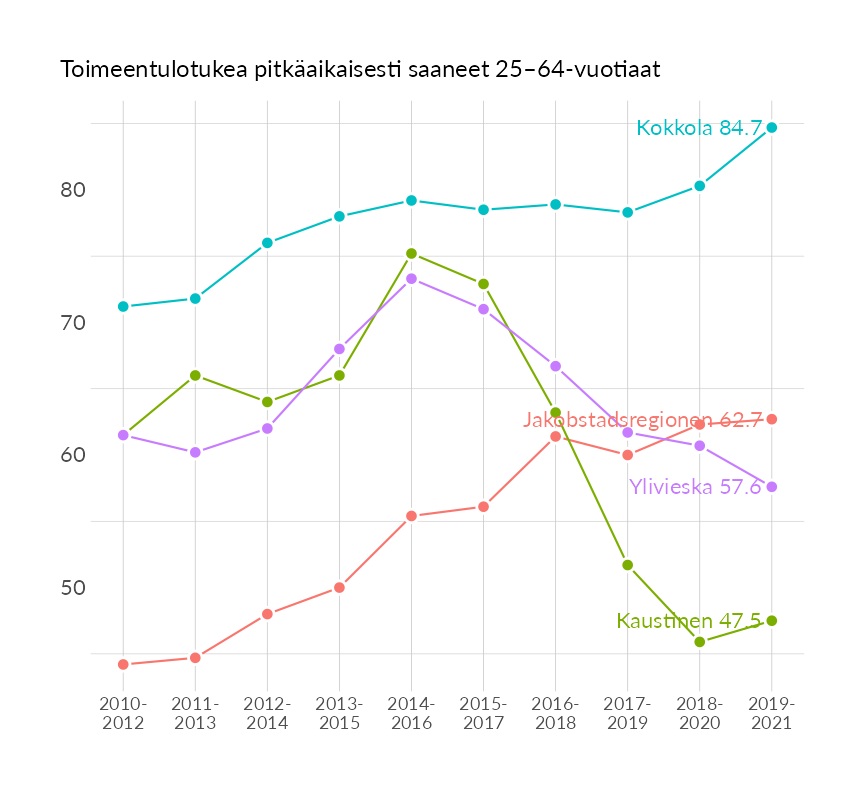 Toimeentulotukea pitkäaikaisesti saaneet 25–64-vuotiaat
Kokkola 84.7
80
70
Jakobstadsregionen 62.7
60
Ylivieska 57.6
50
Kaustinen 47.5
2010- 2011- 2012- 2013- 2014- 2015- 2016- 2017- 2018- 2019-
2012 2013 2014 2015 2016 2017 2018 2019 2020 2021